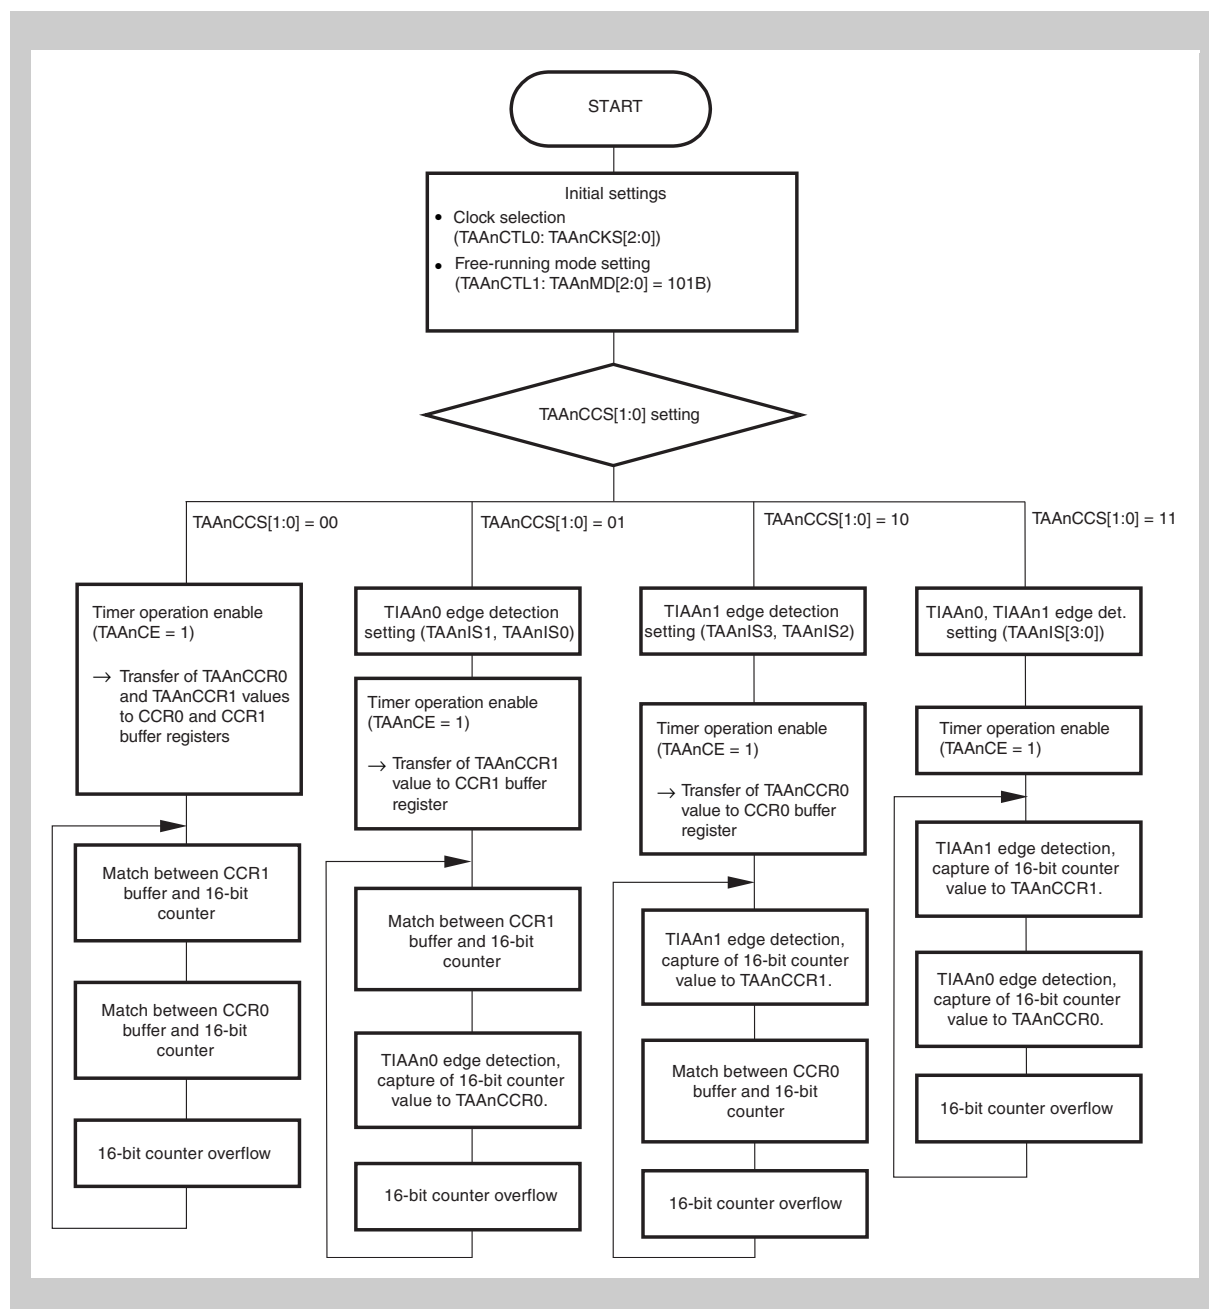 START
Initial settings
• Clock selection
(TAAnCTL0: TAAnCKS[2:0])
• Free-running mode setting
(TAAnCTL1: TAAnMD[2:0] = 101B)
TAAnCCS[1:0] setting
TAAnCCS[1:0] = 00
TAAnCCS[1:0] = 01
TAAnCCS[1:0] = 10
TAAnCCS[1:0] = 11
Timer operation enable
(TAAnCE = 1)
→ Transfer of TAAnCCR0
and TAAnCCR1 values
to CCR0 and CCR1
buffer registers
Match between CCR1
buffer and 16-bit
counter
Match between CCR0
buffer and 16-bit
counter
16-bit counter overflow
TIAAn0 edge detection
setting (TAAnIS1, TAAnIS0)
Timer operation enable
(TAAnCE = 1)
→ Transfer of TAAnCCR1
value to CCR1 buffer
register
Match between CCR1
buffer and 16-bit
counter
TIAAn0 edge detection,
capture of 16-bit counter
value to TAAnCCR0.
16-bit counter overflow
TIAAn1 edge detection
setting (TAAnIS3, TAAnIS2)
Timer operation enable
(TAAnCE = 1)
→ Transfer of TAAnCCR0
value to CCR0 buffer
register
TIAAn1 edge detection,
capture of 16-bit counter
value to TAAnCCR1.
Match between CCR0
buffer and 16-bit
counter
16-bit counter overflow
TIAAn0, TIAAn1 edge det.
setting (TAAnIS[3:0])
Timer operation enable
(TAAnCE = 1)
TIAAn1 edge detection,
capture of 16-bit counter
value to TAAnCCR1.
TIAAn0 edge detection,
capture of 16-bit counter
value to TAAnCCR0.
16-bit counter overflow